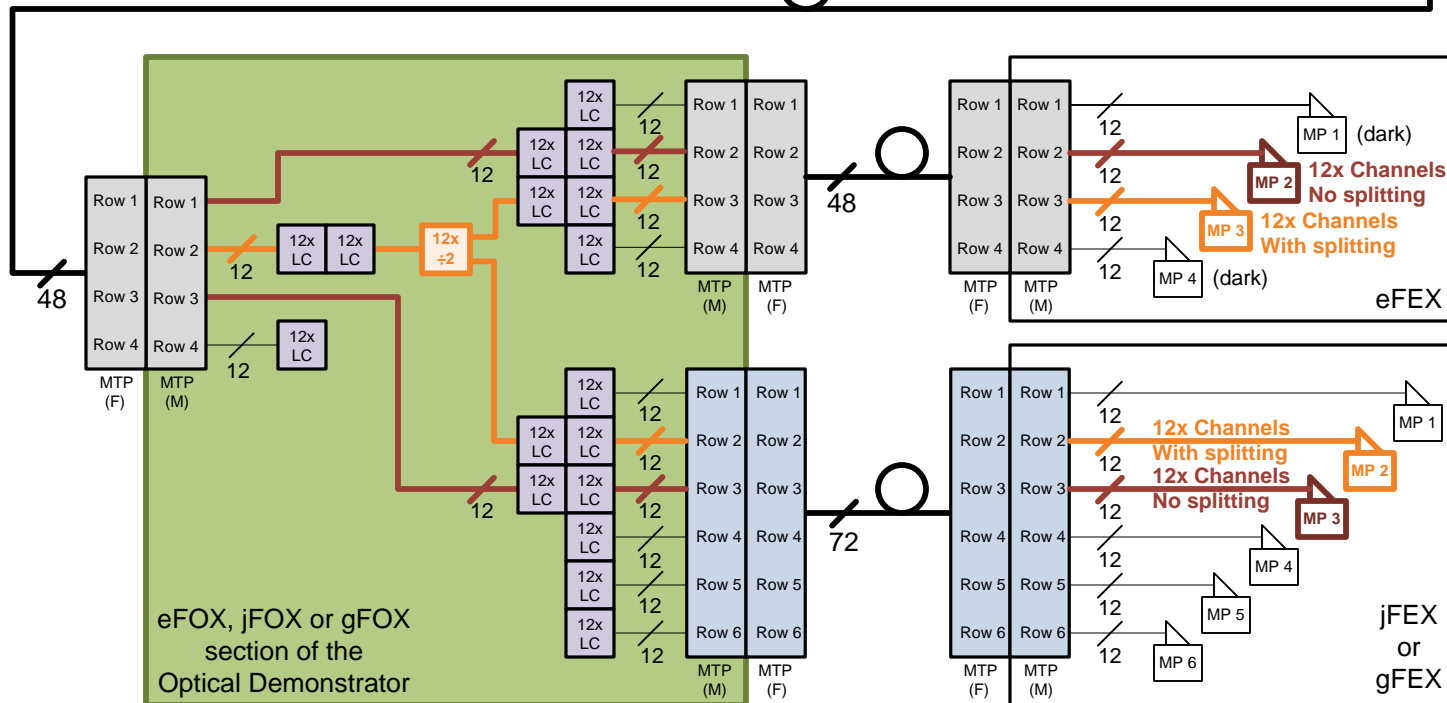 Row 1
Row 2
Row 3
Row 4
Row 1
Row 2
Row 3
Row 4
MTP
(F)
MTP
(M)
48
12
12x
LC
12x
LC
12x
÷2
12
12x
LC
12
12
12x
LC
12x
LC
12x
LC
12x
LC
12x
LC
12x
LC
12
12
12
12
Row 1
Row 2
Row 3
Row 4
Row 1
Row 2
Row 3
Row 4
MTP
(M)
MTP
(F)
48
Row 1
Row 2
Row 3
Row 4
Row 1
Row 2
Row 3
Row 4
MTP
(F)
MTP
(M)
12
12
12
12
MP 1
(dark)
MP 2
12x Channels
No splitting
MP 3
12x Channels
With splitting
MP 4
(dark)
eFEX
12x
LC
12x
LC
12x
LC
12x
LC
12x
LC
12x
LC
12x
LC
12x
LC
12
12
12
12
12
12
Row 1
Row 2
Row 3
Row 4
Row 5
Row 6
Row 1
Row 2
Row 3
Row 4
Row 5
Row 6
MTP
(M)
MTP
(F)
72
Row 1
Row 2
Row 3
Row 4
Row 5
Row 6
Row 1
Row 2
Row 3
Row 4
Row 5
Row 6
MTP
(F)
MTP
(M)
12
12
12
12
12
12
MP 1
12x Channels
With splitting
MP 2
12x Channels
No splitting
MP 3
MP 4
MP 5
MP 6
jFEX
or
gFEX
eFOX, jFOX or gFOX
section of the
Optical Demonstrator